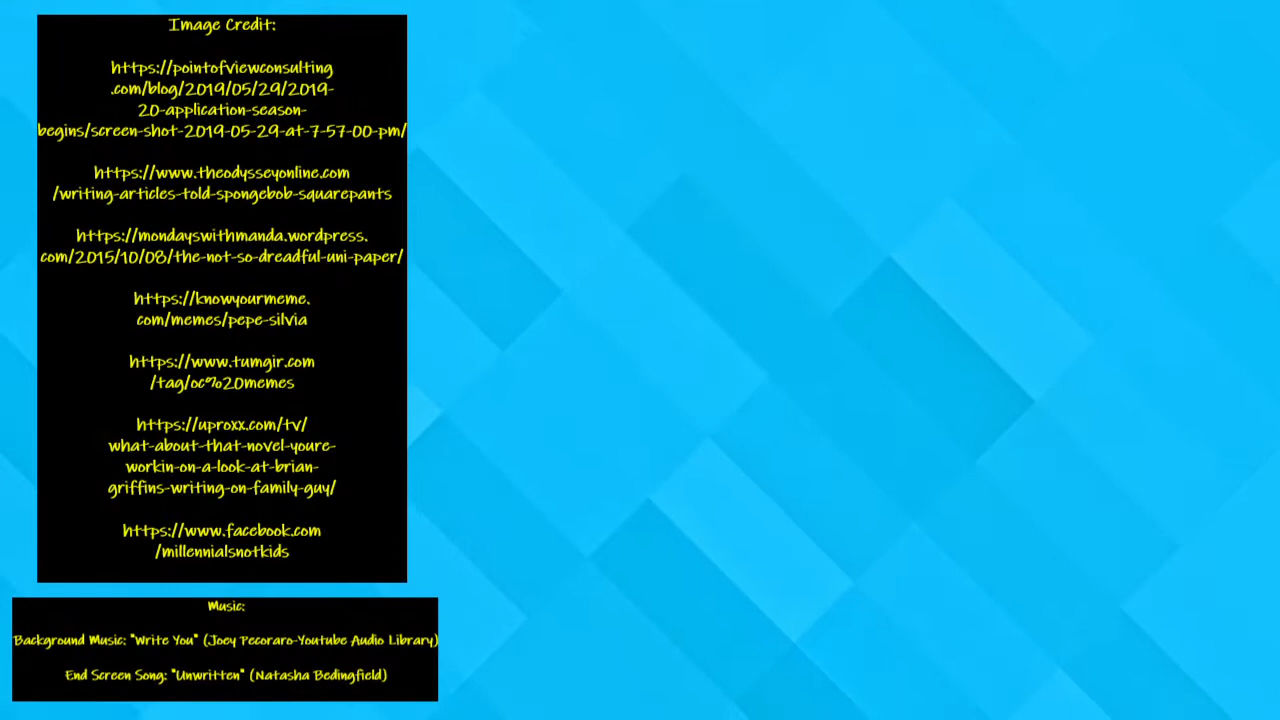 Image Credit:
https://pointofviewconsulting
.com/blog/2019/05/29/2019-
20-application-season-
begins/screen-shot-2019-05-29-at-7-57-00-pm/
https://www.theodysseyonline.com
/writing-articles-told-spongebob-squarepants
https://mondayswithmanda.wordpress.
com/2015/10/08/the-not-so-dreadful-uni-paper/
https://knowyourmeme.
com/memes/pepe-silvia
https://www.tumgir.com
/tag/oc%20memes
https://uproxx.com/tv/
what-about-that-novel-youre-
workin-on-a-look-at-brian-
griffins-writing-on-family-guy/
https://www.facebook.com
/millennialsnotkids
Music:
Background Music: "Write You" (Joey Pecoraro-Youtube Audio Library)
End Screen Song: "Unwritten" (Natasha Bedingfield)